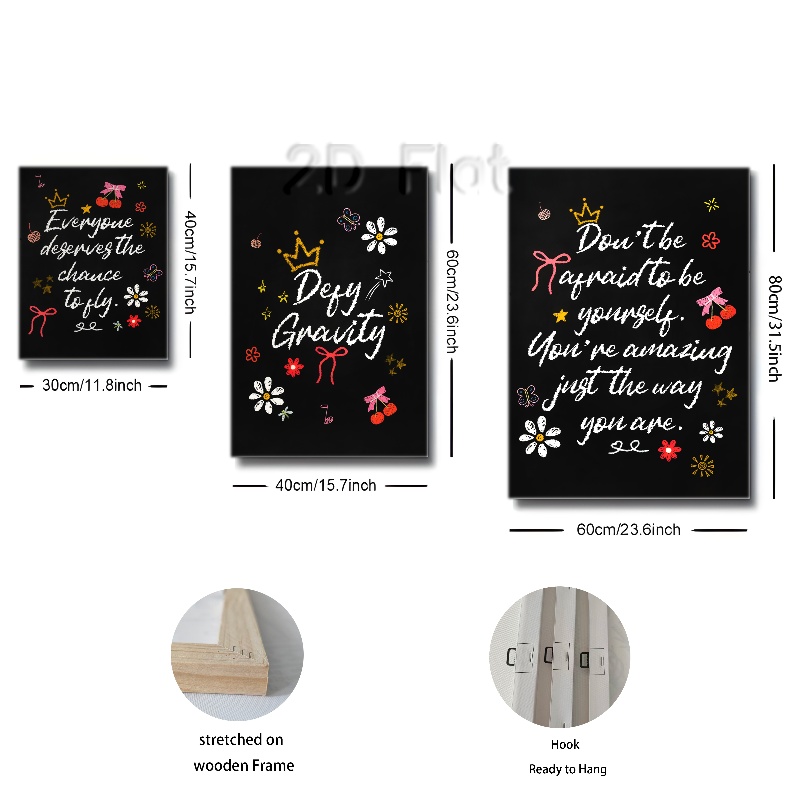 2D Flat
Everyone
deserves the
chance
to fly.
40cm/15.7inch
30cm/11.8inch
Defy
Gravity
60cm/23.6inch
40cm/15.7inch
Don't be
afraid to be
yourself.
You're amazing
just the way
you are.
80cm/31.5inch
60cm/23.6inch
stretched on
wooden Frame
Hook
Ready to Hang